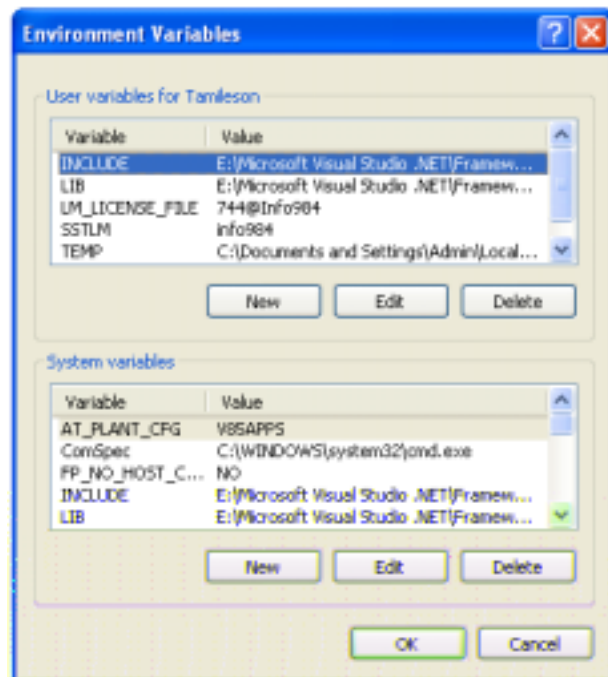 Environment Variables
User variables for Tamileson
Variable Value
INCLUDE E:\Microsoft Visual Studio .NET\Framew...
LIB E:\Microsoft Visual Studio .NET\Framew...
LM_LICENSE_FILE 744@Info984
SSTLM info984
TEMP C:\Documents and Settings\Admin\Local...
New Edit Delete
System variables
Variable Value
AT_PLANT_CFG V8SAPPS
ComSpec C:\WINDOWS\system32\cmd.exe
FP_NO_HOST_C... NO
INCLUDE E:\Microsoft Visual Studio .NET\Framew...
LIB E:\Microsoft Visual Studio .NET\Framew...
New Edit Delete
OK Cancel